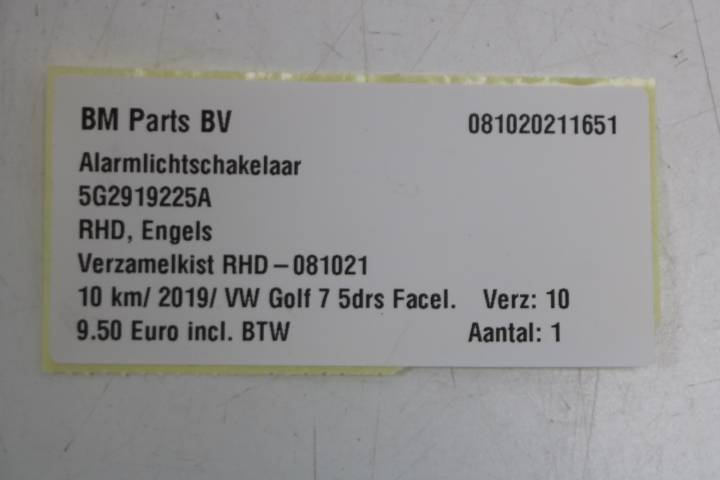 BM Parts BV 081020211651
Alarmlichtschakelaar
5G2919225A
RHD, Engels
Verzamelkist RHD-081021
10 km/ 2019/ VW Golf 7 5drs Facel. Verz: 10
9.50 Euro incl. BTW Aantal: 1